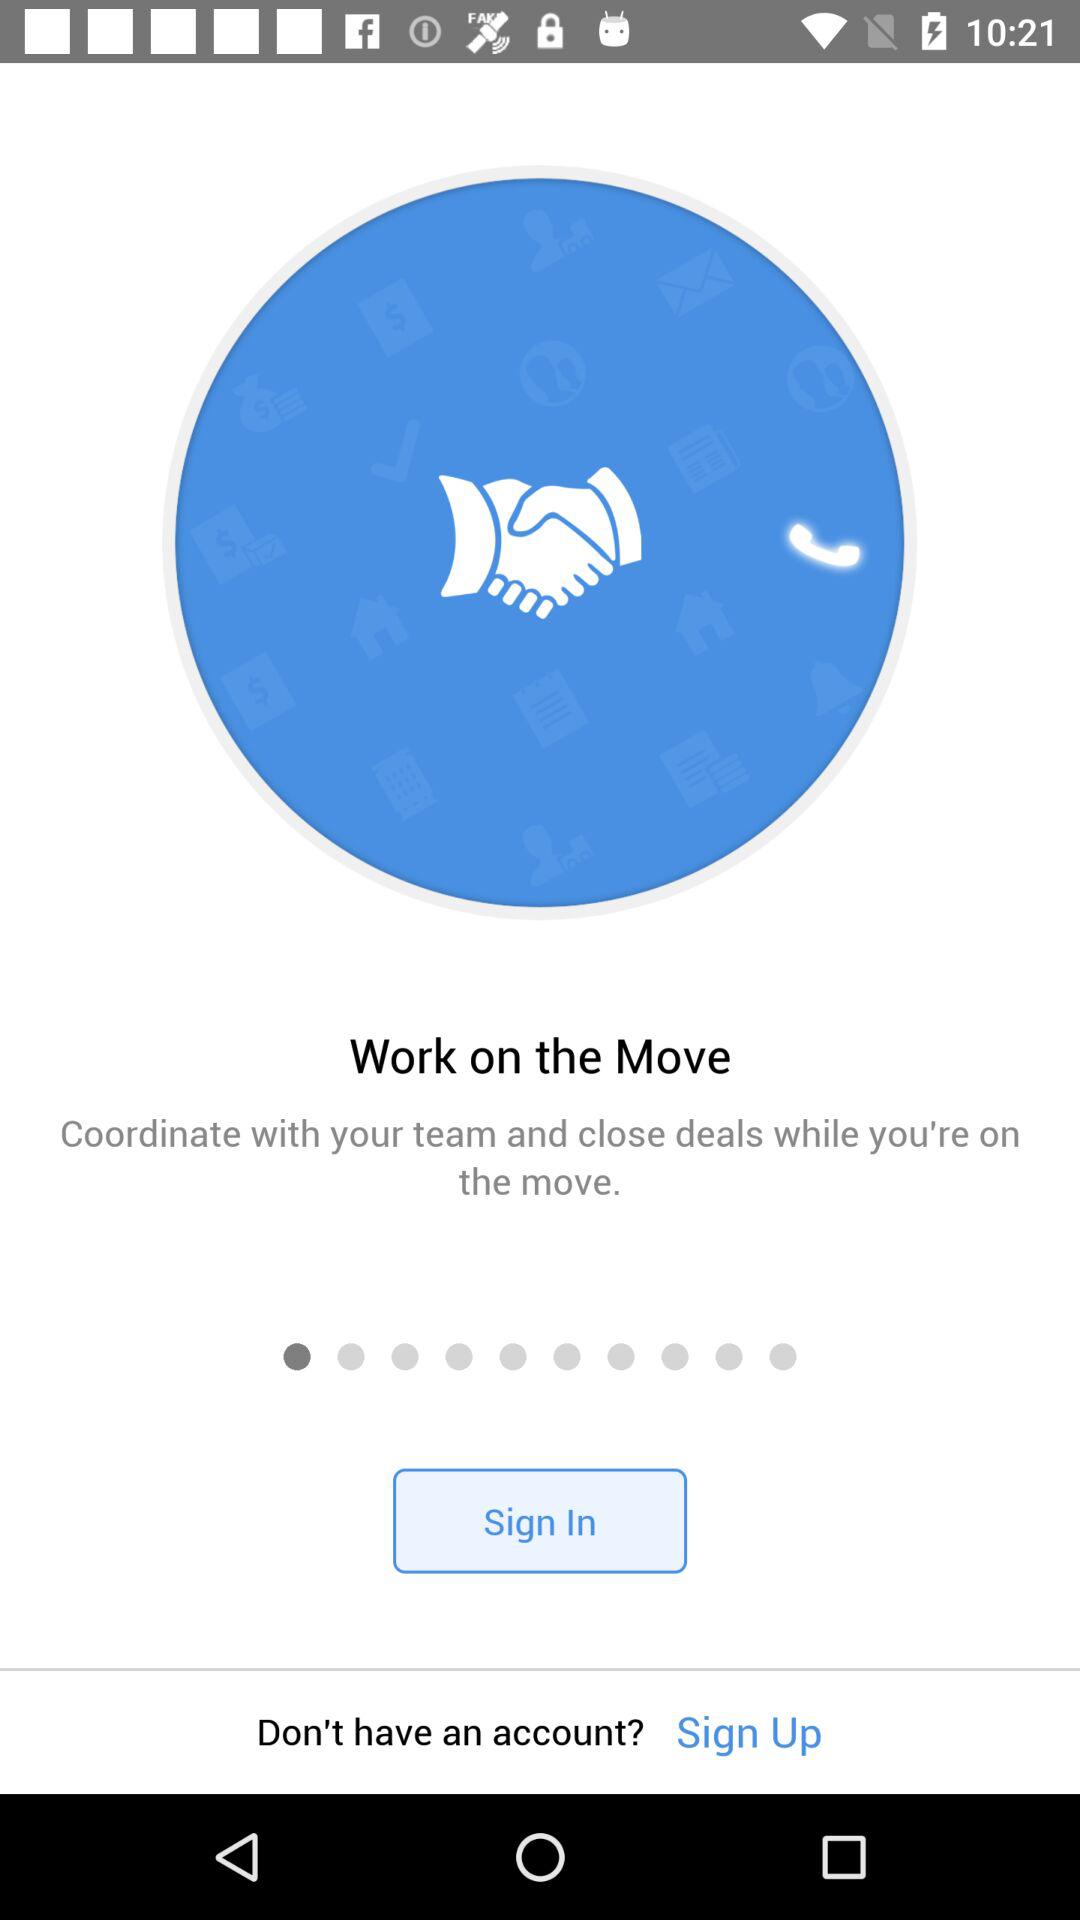 FAKE
10:21
Work on the Move
Coordinate with your team and close deals while you're on
the move.
Sign In
Don't have an account? Sign Up